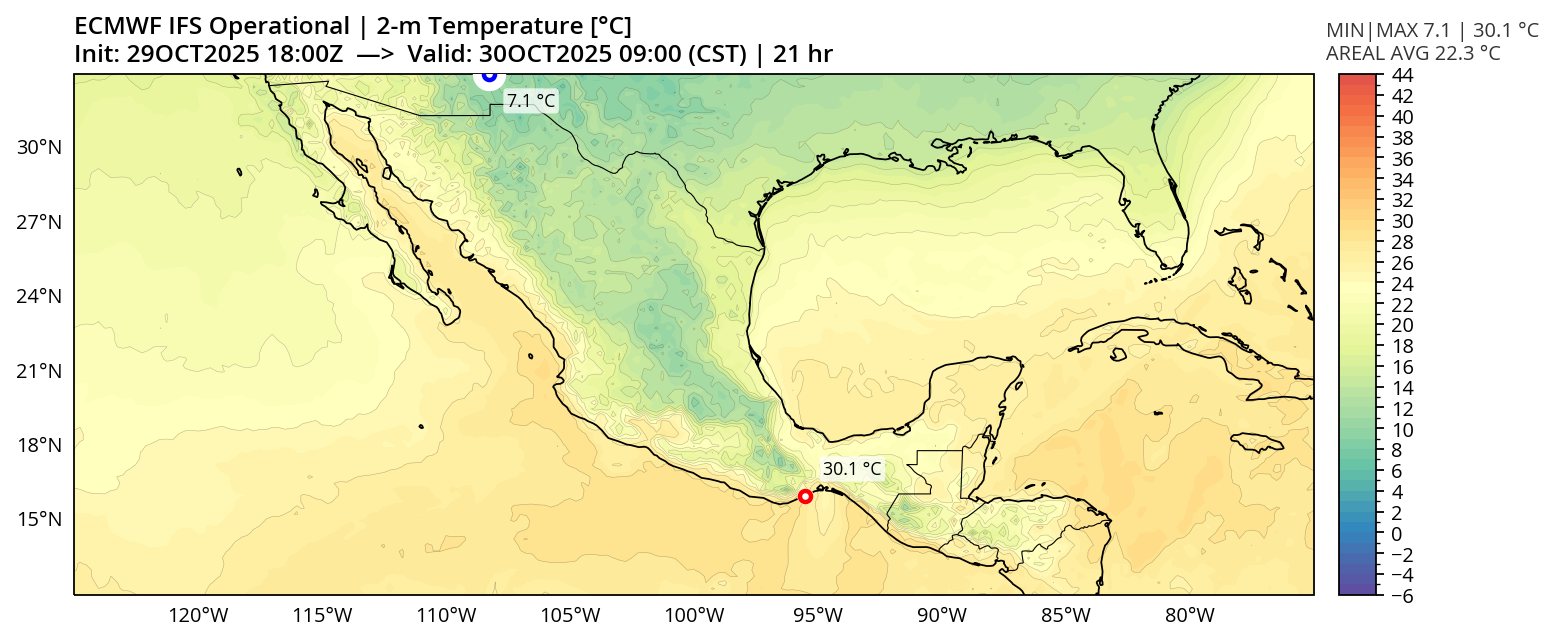 ECMWF IFS Operational | 2-m Temperature [°C]
Init: 29OCT2025 18:00Z —> Valid: 30OCT2025 09:00 (CST) | 21 hr
MIN|MAX 7.1 | 30.1 °C
AREAL AVG 22.3 °C
7.1 °C
30.1 °C
30°N
27°N
24°N
21°N
18°N
15°N
120°W
115°W
110°W
105°W
100°W
95°W
90°W
85°W
80°W
44
42
40
38
36
34
32
30
28
26
24
22
20
18
16
14
12
10
8
6
4
2
0
−2
−4
−6